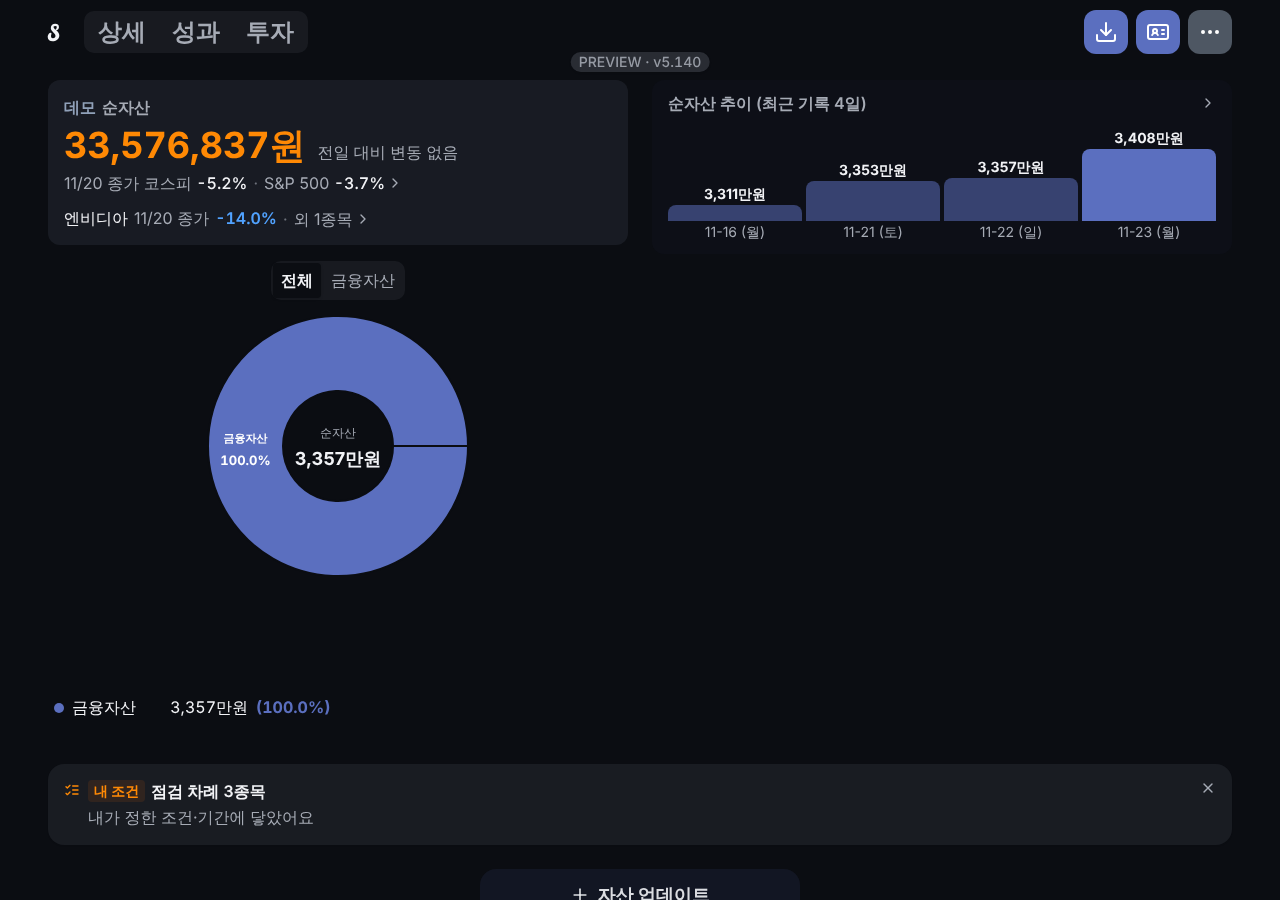 S
상세 성과 투자
PREVIEW · v5.140
데모 순자산
33,576,837원 전일 대비 변동 없음
11/20 종가 코스피 -5.2% · S&P 500 -3.7%
엔비디아 11/20 종가 -14.0% · 외 1종목
순자산 추이 (최근 기록 4일)
3,311만원 3,353만원 3,357만원 3,408만원
11-16 (월) 11-21 (토) 11-22 (일) 11-23 (월)
전체 금융자산
금융자산
100.0%
순자산
3,357만원
금융자산 3,357만원 (100.0%)
내 조건 점검 차례 3종목
내가 정한 조건·기간에 닿았어요
+ 자산 업데이트